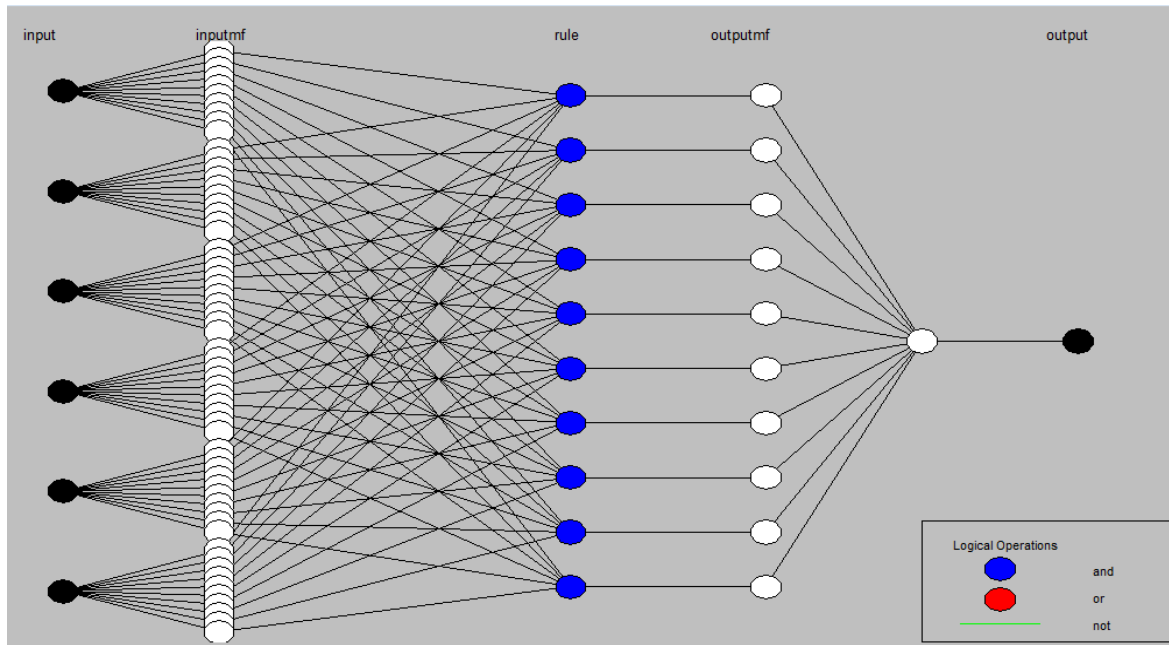 input
inputmf
rule
outputmf
output
Logical Operations
and
or
not